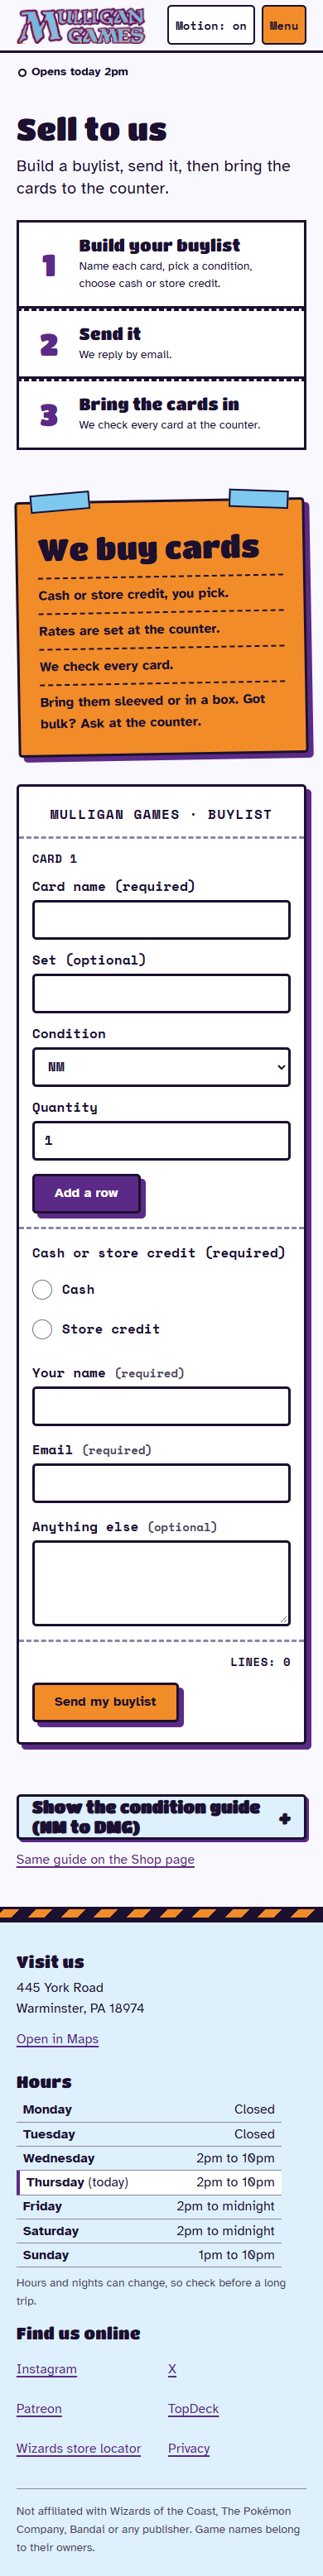 MULLIGAN GAMES
Motion: on
Menu
Opens today 2pm
Sell to us
Build a buylist, send it, then bring the
cards to the counter.
1
Build your buylist
Name each card, pick a condition,
choose cash or store credit.
2
Send it
We reply by email.
3
Bring the cards in
We check every card at the counter.
We buy cards
Cash or store credit, you pick.
Rates are set at the counter.
We check every card.
Bring them sleeved or in a box. Got
bulk? Ask at the counter.
MULLIGAN GAMES · BUYLIST
CARD 1
Card name (required)
Set (optional)
Condition
NM
Quantity
1
Add a row
Cash or store credit (required)
Cash
Store credit
Your name (required)
Email (required)
Anything else (optional)
LINES: 0
Send my buylist
Show the condition guide
(NM to DMG)
+
Same guide on the Shop page
Visit us
445 York Road
Warminster, PA 18974
Open in Maps
Hours
Monday Closed
Tuesday Closed
Wednesday 2pm to 10pm
Thursday (today) 2pm to 10pm
Friday 2pm to midnight
Saturday 2pm to midnight
Sunday 1pm to 10pm
Hours and nights can change, so check before a long
trip.
Find us online
Instagram X
Patreon TopDeck
Wizards store locator Privacy
Not affiliated with Wizards of the Coast, The Pokémon
Company, Bandai or any publisher. Game names belong
to their owners.